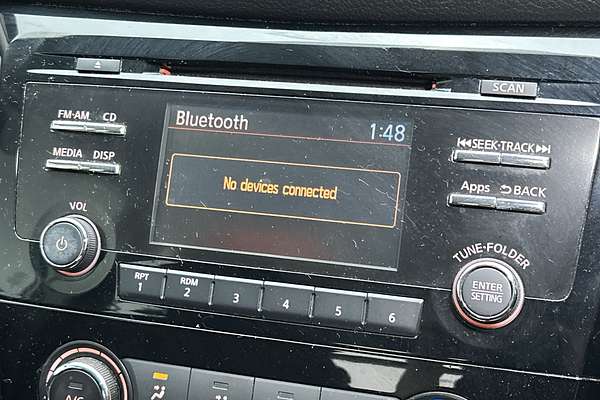 SCAN
FM·AM CD
MEDIA DISP
VOL
Bluetooth 1:48
No devices connected
SEEK·TRACK
Apps BACK
TUNE·FOLDER
ENTER
SETTING
RPT
1
RDM
2
3
4
5
6
A/C